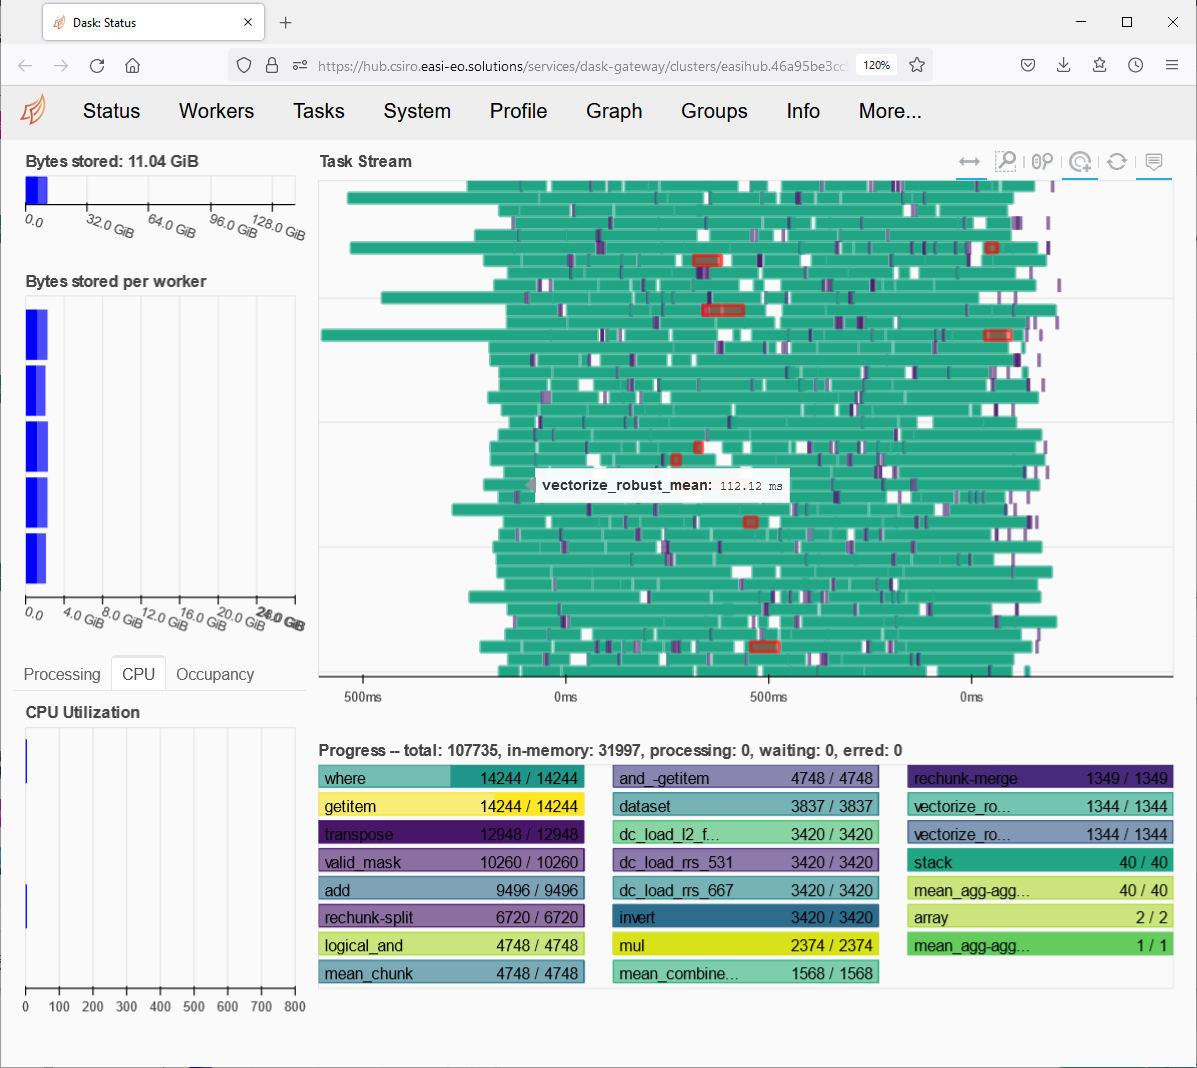 Dask: Status
https://hub.csiro.easi-eo.solutions/services/dask-gateway/clusters/easihub.46a95be3cc
120%
Status Workers Tasks System Profile Graph Groups Info More...
Bytes stored: 11.04 GiB
0.0 32.0 GiB 64.0 GiB 96.0 GiB 128.0 GiB
Bytes stored per worker
0.0 4.0 GiB 8.0 GiB 12.0 GiB 16.0 GiB 20.0 GiB
Processing CPU Occupancy
CPU Utilization
0 100 200 300 400 500 600 700 800
Task Stream
vectorize_robust_mean: 112.12 ms
500ms 0ms 500ms 0ms
Progress -- total: 107735, in-memory: 31997, processing: 0, waiting: 0, erred: 0
where 14244 / 14244
getitem 14244 / 14244
transpose 12948 / 12948
valid_mask 10260 / 10260
add 9496 / 9496
rechunk-split 6720 / 6720
logical_and 4748 / 4748
mean_chunk 4748 / 4748
and_-getitem 4748 / 4748
dataset 3837 / 3837
dc_load_l2_f... 3420 / 3420
dc_load_rrs_531 3420 / 3420
dc_load_rrs_667 3420 / 3420
invert 3420 / 3420
mul 2374 / 2374
mean_combine... 1568 / 1568
rechunk-merge 1349 / 1349
vectorize_ro... 1344 / 1344
vectorize_ro... 1344 / 1344
stack 40 / 40
mean_agg-agg... 40 / 40
array 2 / 2
mean_agg-agg... 1 / 1